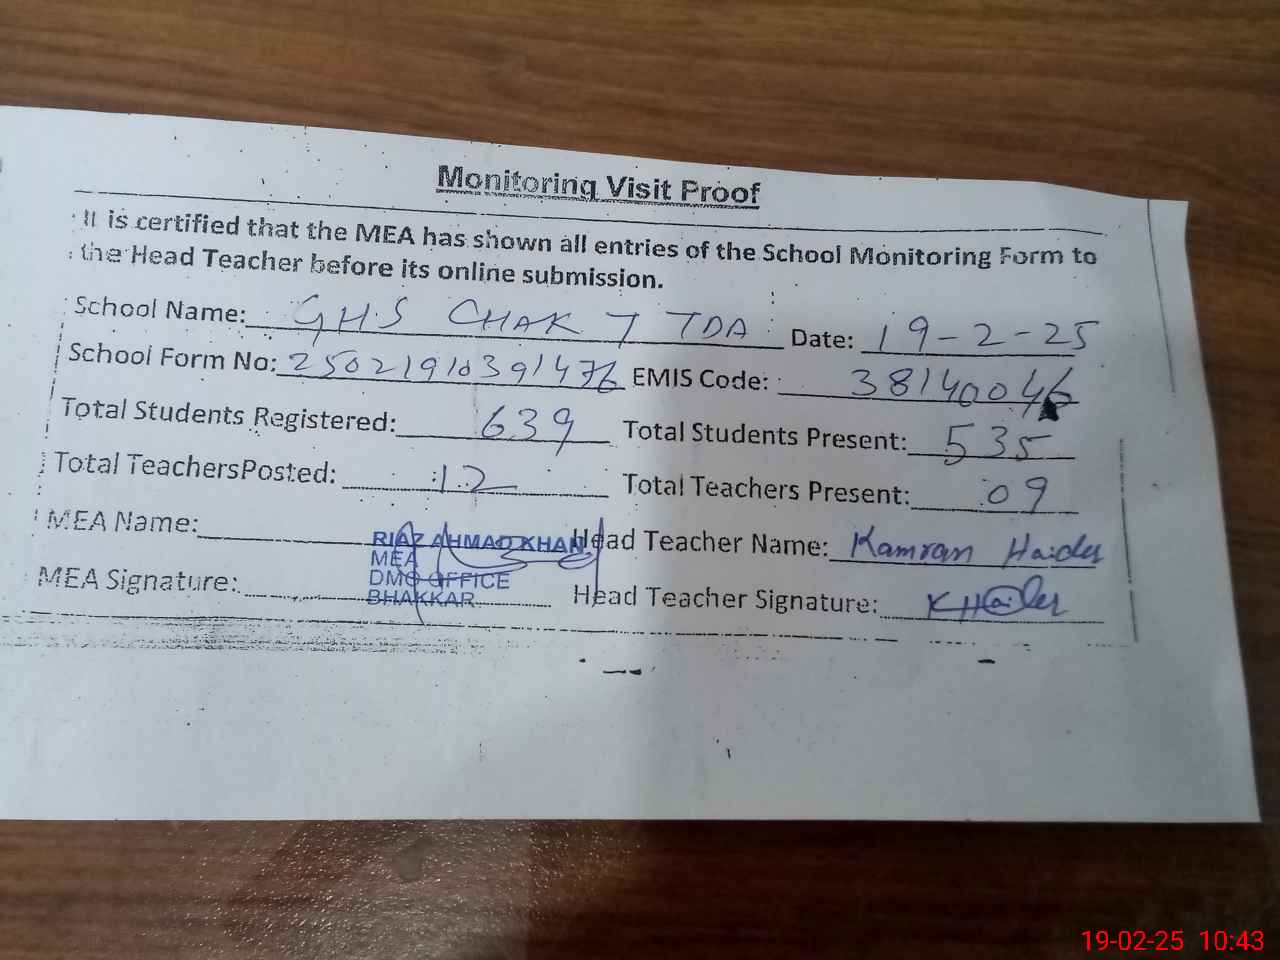 Monitoring Visit Proof
It is certified that the MEA has shown all entries of the School Monitoring Form to
the Head Teacher before its online submission.
School Name: GHS CHAK 7 TDA Date: 19-2-25
School Form No: 25021910391476 EMIS Code: 38140046
Total Students Registered: 639 Total Students Present: 535
Total TeachersPosted: 12 Total Teachers Present: 09
MEA Name: RIAZ AHMAD KHAN Head Teacher Name: Kamran Haider
MEA
DMO OFFICE
MEA Signature: BHAKKAR Head Teacher Signature: KHaider
19-02-25 10:43